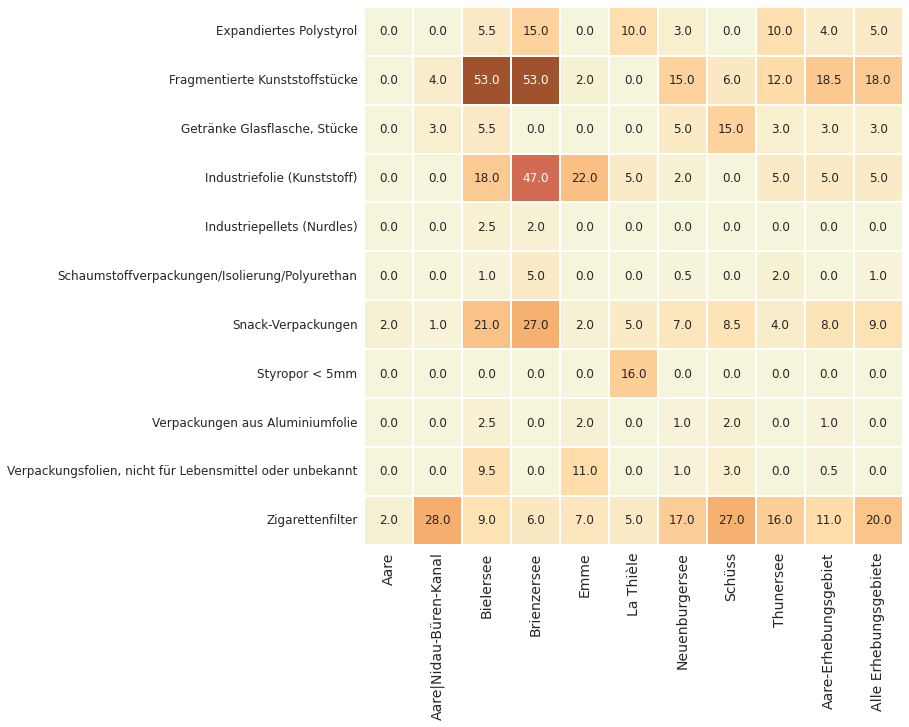 Expandiertes Polystyrol 0.0 0.0 5.5 15.0 0.0 10.0 3.0 0.0 10.0 4.0 5.0
Fragmentierte Kunststoffstücke 0.0 4.0 53.0 53.0 2.0 0.0 15.0 6.0 12.0 18.5 18.0
Getränke Glasflasche, Stücke 0.0 3.0 5.5 0.0 0.0 0.0 5.0 15.0 3.0 3.0 3.0
Industriefolie (Kunststoff) 0.0 0.0 18.0 47.0 22.0 5.0 2.0 0.0 5.0 5.0 5.0
Industriepellets (Nurdles) 0.0 0.0 2.5 2.0 0.0 0.0 0.0 0.0 0.0 0.0 0.0
Schaumstoffverpackungen/Isolierung/Polyurethan 0.0 0.0 1.0 5.0 0.0 0.0 0.5 0.0 2.0 0.0 1.0
Snack-Verpackungen 2.0 1.0 21.0 27.0 2.0 5.0 7.0 8.5 4.0 8.0 9.0
Styropor < 5mm 0.0 0.0 0.0 0.0 0.0 16.0 0.0 0.0 0.0 0.0 0.0
Verpackungen aus Aluminiumfolie 0.0 0.0 2.5 0.0 2.0 0.0 1.0 2.0 0.0 1.0 0.0
Verpackungsfolien, nicht für Lebensmittel oder unbekannt 0.0 0.0 9.5 0.0 11.0 0.0 1.0 3.0 0.0 0.5 0.0
Zigarettenfilter 2.0 28.0 9.0 6.0 7.0 5.0 17.0 27.0 16.0 11.0 20.0
Aare
Aare|Nidau-Büren-Kanal
Bielersee
Brienzersee
Emme
La Thièle
Neuenburgersee
Schüss
Thunersee
Aare-Erhebungsgebiet
Alle Erhebungsgebiete